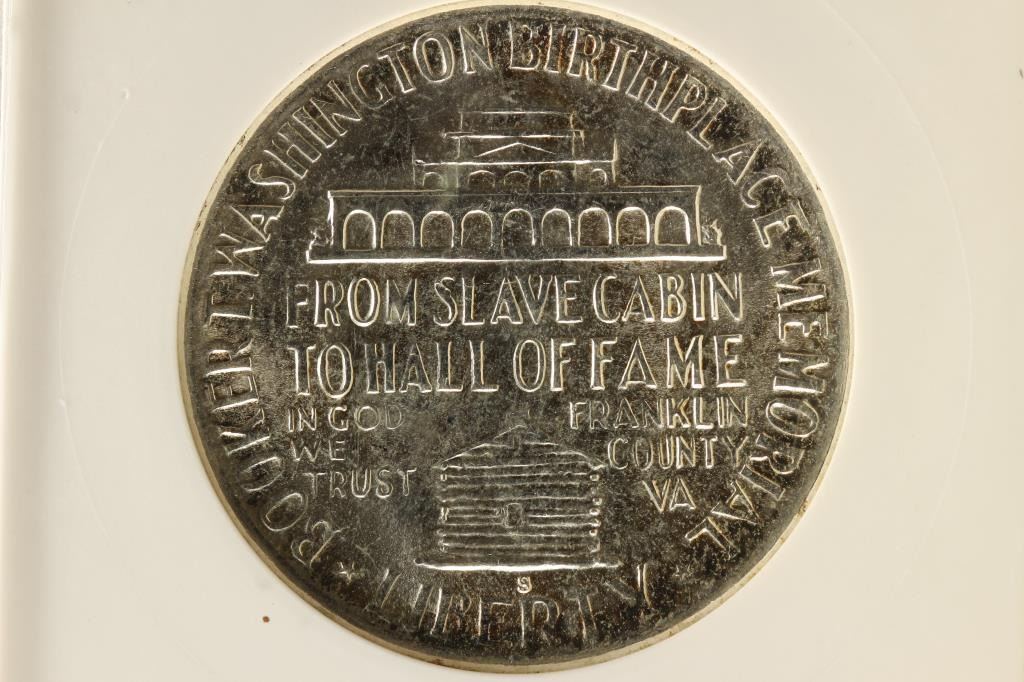 BOOKER T WASHINGTON BIRTHPLACE MEMORIAL
FROM SLAVE CABIN
TO HALL OF FAME
IN GOD
WE
TRUST
FRANKLIN
COUNTY
VA
S
LIBERTY